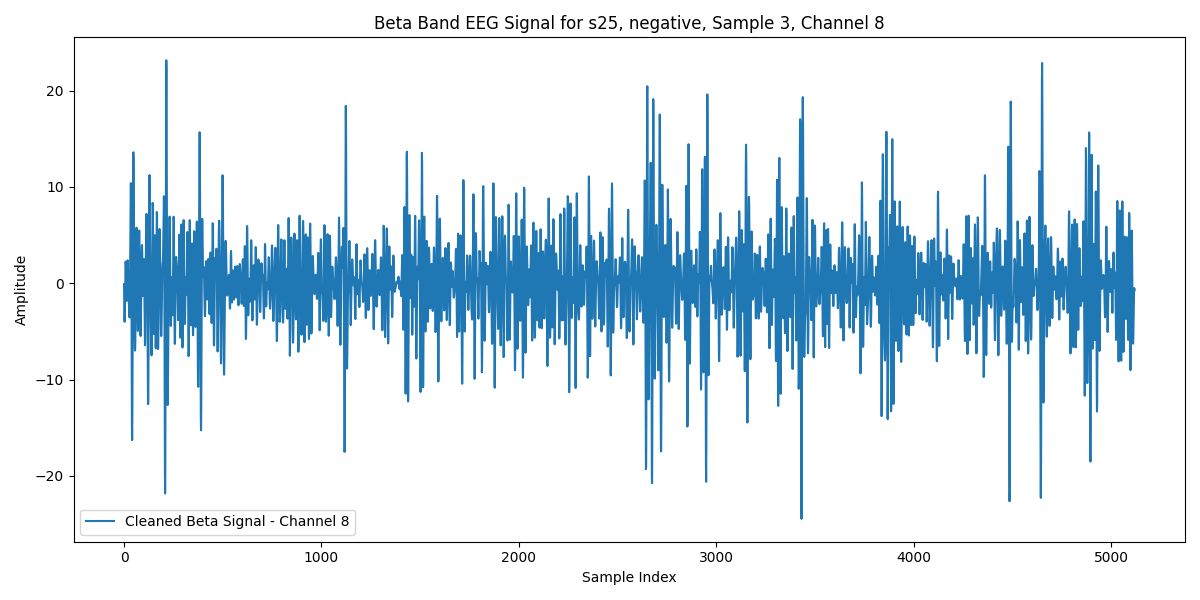 Beta Band EEG Signal for s25, negative, Sample 3, Channel 8
20
10
0
−10
−20
Amplitude
Cleaned Beta Signal - Channel 8
0 1000 2000 3000 4000 5000
Sample Index